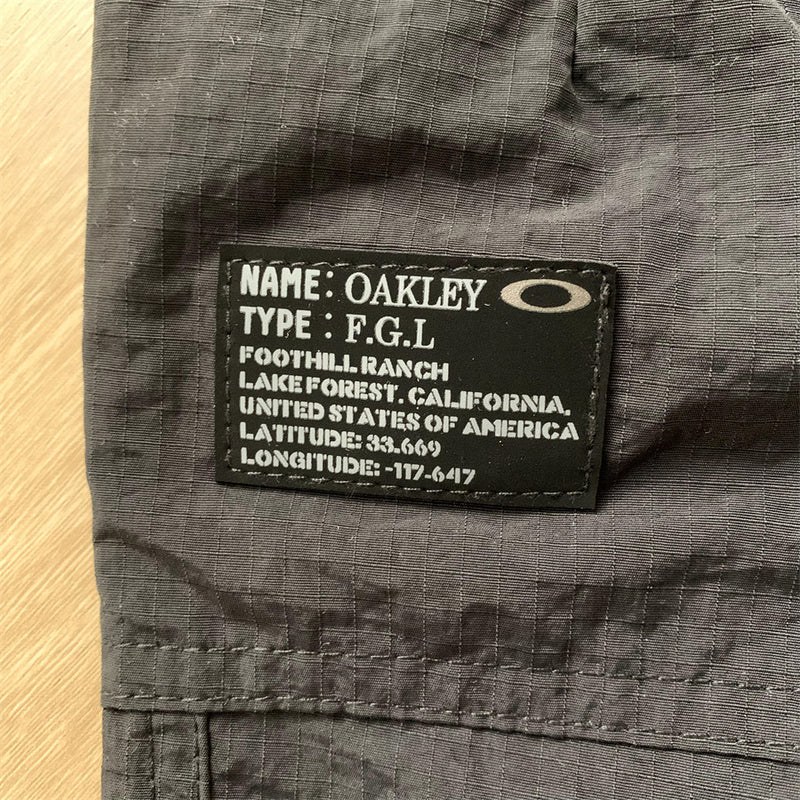 NAME: OAKLEY
TYPE : F.G.L
FOOTHILL RANCH
LAKE FOREST. CALIFORNIA.
UNITED STATES OF AMERICA
LATITUDE: 33.669
LONGITUDE: -117-647